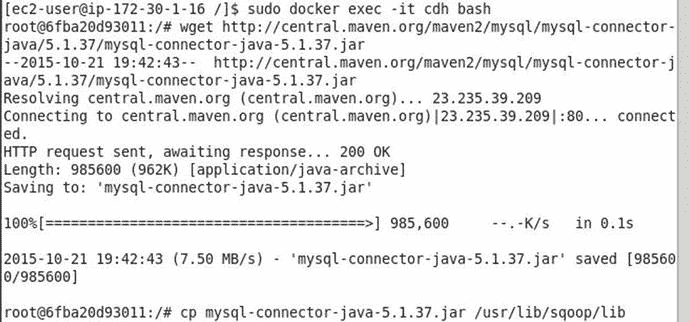 [ec2-user@ip-172-30-1-16 /]$ sudo docker exec -it cdh bash
root@6fba20d93011:/# wget http://central.maven.org/maven2/mysql/mysql-connector-
java/5.1.37/mysql-connector-java-5.1.37.jar
--2015-10-21 19:42:43--  http://central.maven.org/maven2/mysql/mysql-connector-j
ava/5.1.37/mysql-connector-java-5.1.37.jar
Resolving central.maven.org (central.maven.org)... 23.235.39.209
Connecting to central.maven.org (central.maven.org)|23.235.39.209|:80... connect
ed.
HTTP request sent, awaiting response... 200 OK
Length: 985600 (962K) [application/java-archive]
Saving to: 'mysql-connector-java-5.1.37.jar'
100%[======================================>] 985,600     --.-K/s   in 0.1s
2015-10-21 19:42:43 (7.50 MB/s) - 'mysql-connector-java-5.1.37.jar' saved [98560
0/985600]
root@6fba20d93011:/# cp mysql-connector-java-5.1.37.jar /usr/lib/sqoop/lib